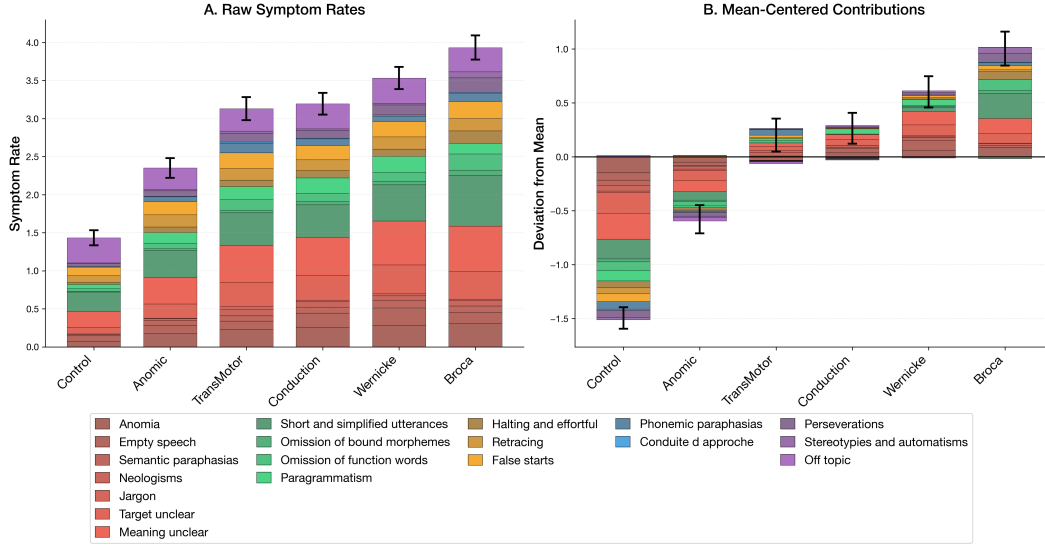 A. Raw Symptom Rates
Symptom Rate
4.0
3.5
3.0
2.5
2.0
1.5
1.0
0.5
0.0
Control
Anomic
TransMotor
Conduction
Wernicke
Broca
B. Mean-Centered Contributions
Deviation from Mean
1.0
0.5
0.0
−0.5
−1.0
−1.5
Control
Anomic
TransMotor
Conduction
Wernicke
Broca
Anomia
Empty speech
Semantic paraphasias
Neologisms
Jargon
Target unclear
Meaning unclear
Short and simplified utterances
Omission of bound morphemes
Omission of function words
Paragrammatism
Halting and effortful
Retracing
False starts
Phonemic paraphasias
Conduite d approche
Perseverations
Stereotypies and automatisms
Off topic